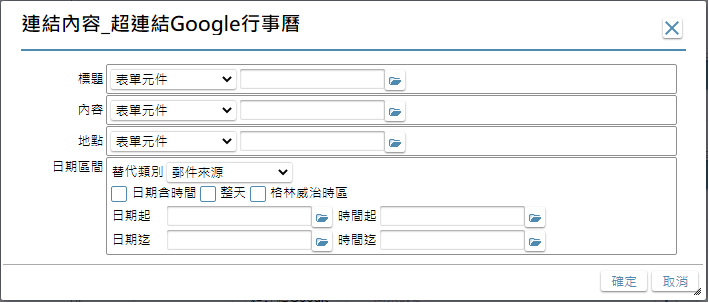 連結內容_超連結Google行事曆
標題 表單元件
內容 表單元件
地點 表單元件
日期區間 替代類別 郵件來源
日期含時間 整天 格林威治時區
日期起 時間起
日期迄 時間迄
確定 取消